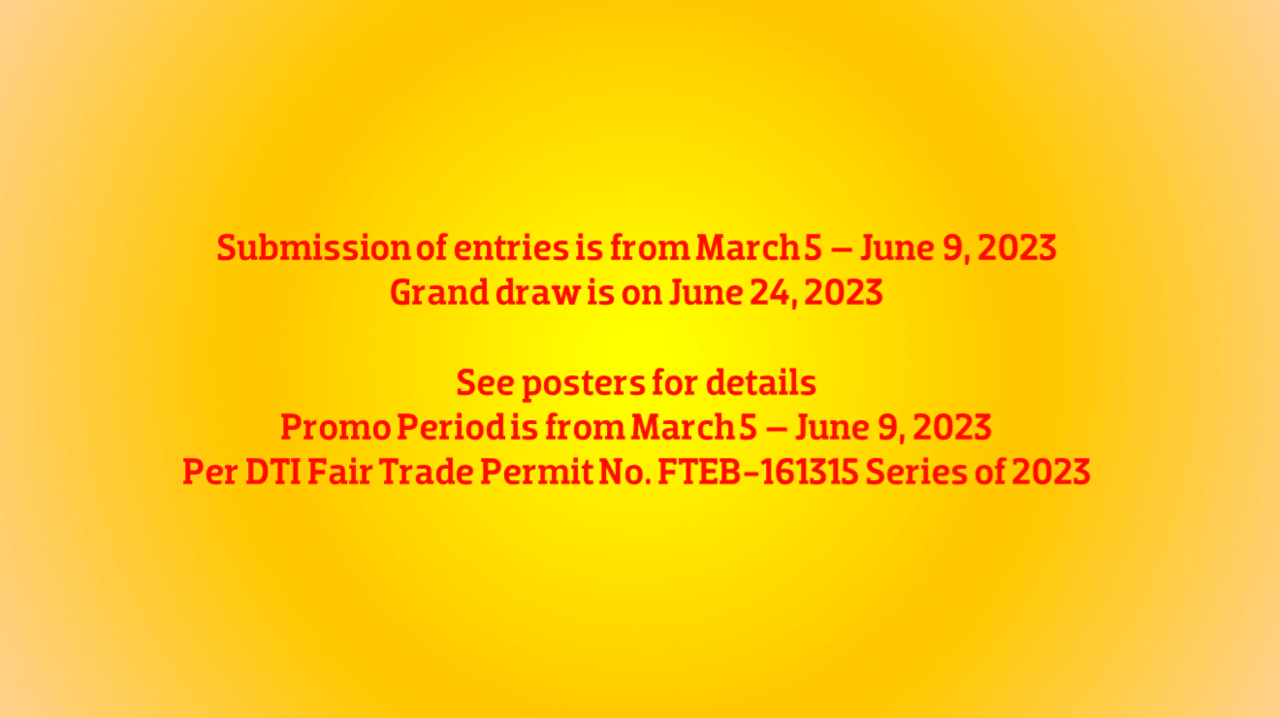 Submission of entries is from March 5 – June 9, 2023
Grand draw is on June 24, 2023
See posters for details
Promo Period is from March 5 – June 9, 2023
Per DTI Fair Trade Permit No. FTEB-161315 Series of 2023